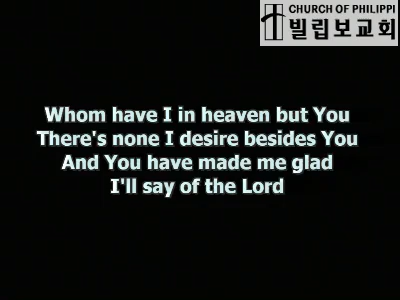 CHURCH OF PHILIPPI
빌립보교회
Whom have I in heaven but You
There's none I desire besides You
And You have made me glad
I'll say of the Lord